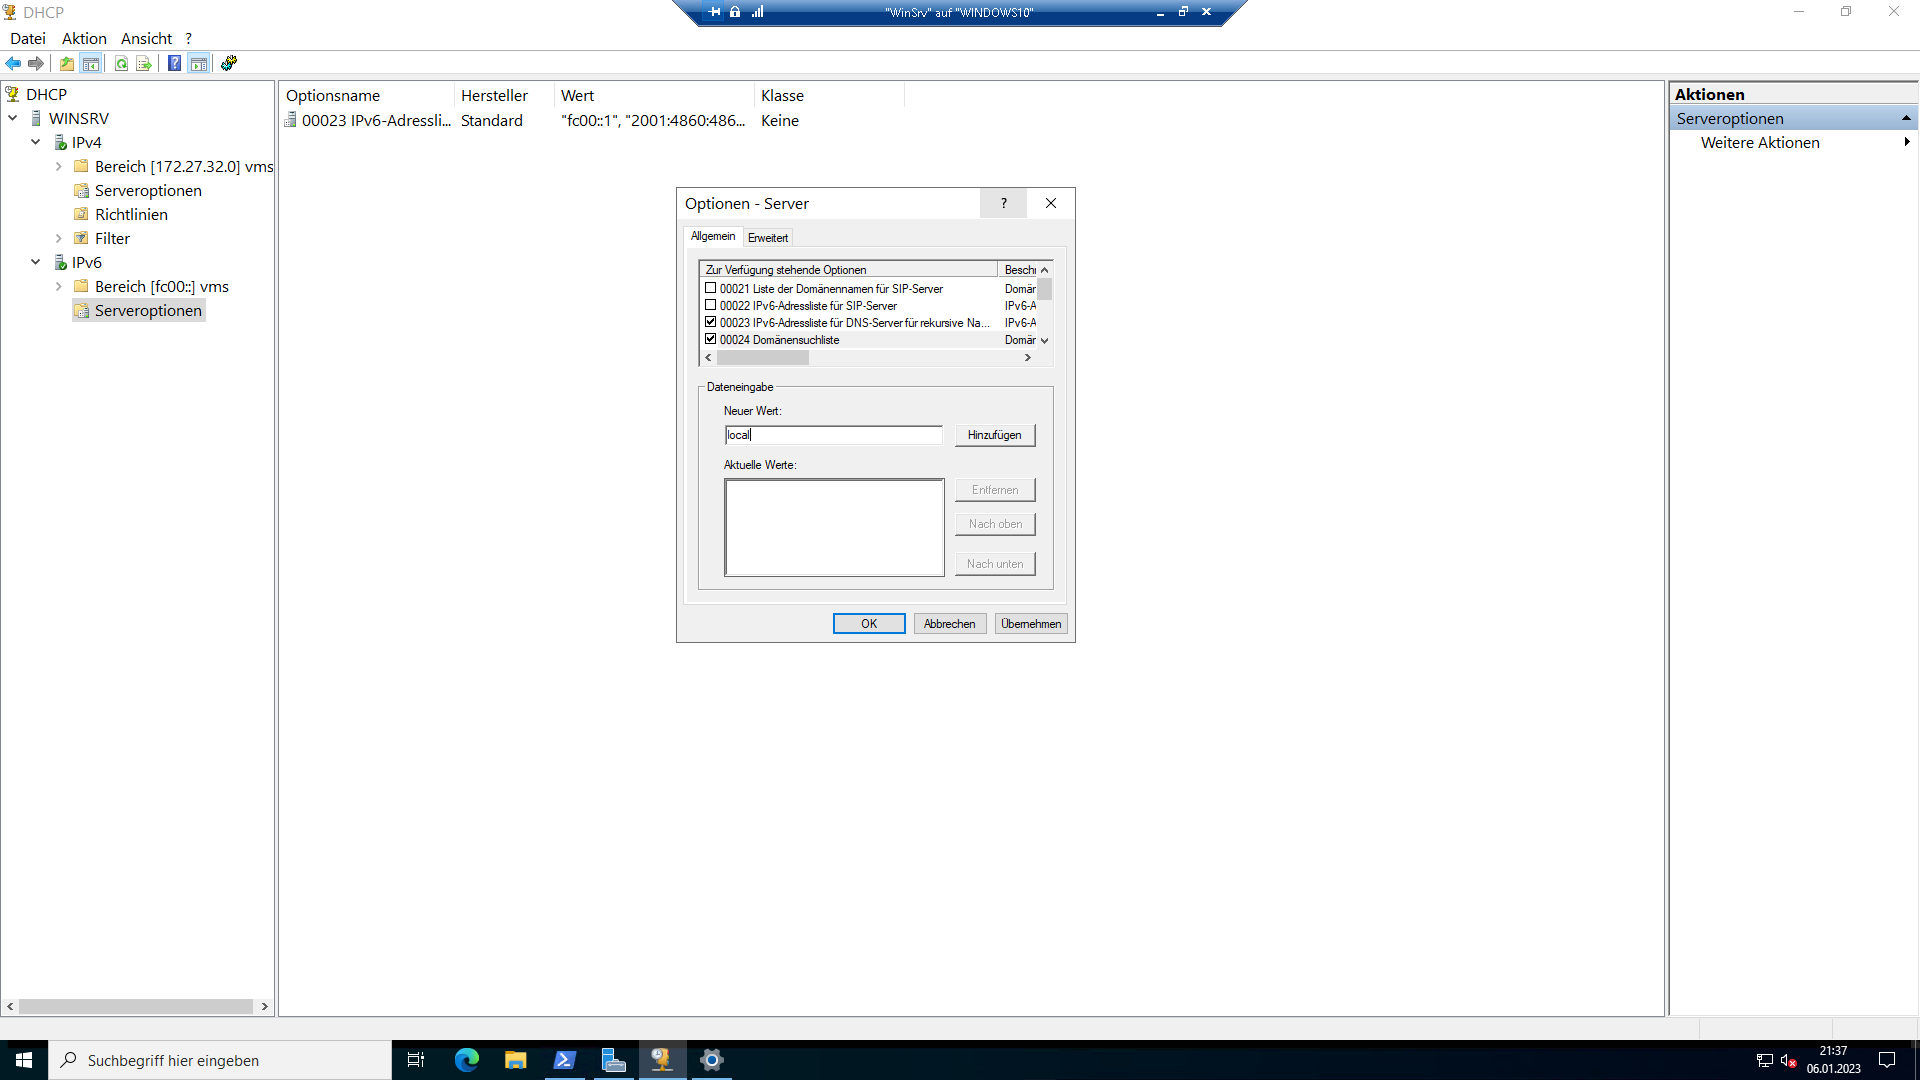 DHCP
"WinSrv" auf "WINDOWS10"
Datei Aktion Ansicht ?
DHCP
WINSRV
IPv4
Bereich [172.27.32.0] vms
Serveroptionen
Richtlinien
Filter
IPv6
Bereich [fc00::] vms
Serveroptionen
Optionsname Hersteller Wert Klasse
00023 IPv6-Adressli... Standard "fc00::1", "2001:4860:486... Keine
Optionen - Server ?
Allgemein Erweitert
Zur Verfügung stehende Optionen Beschr
00021 Liste der Domänennamen für SIP-Server Domär
00022 IPv6-Adressliste für SIP-Server IPv6-A
00023 IPv6-Adressliste für DNS-Server für rekursive Na... IPv6-A
00024 Domänensuchliste Domär
Dateneingabe
Neuer Wert:
local Hinzufügen
Aktuelle Werte:
Entfernen
Nach oben
Nach unten
OK Abbrechen Übernehmen
Aktionen
Serveroptionen
Weitere Aktionen
Suchbegriff hier eingeben
21:37
06.01.2023